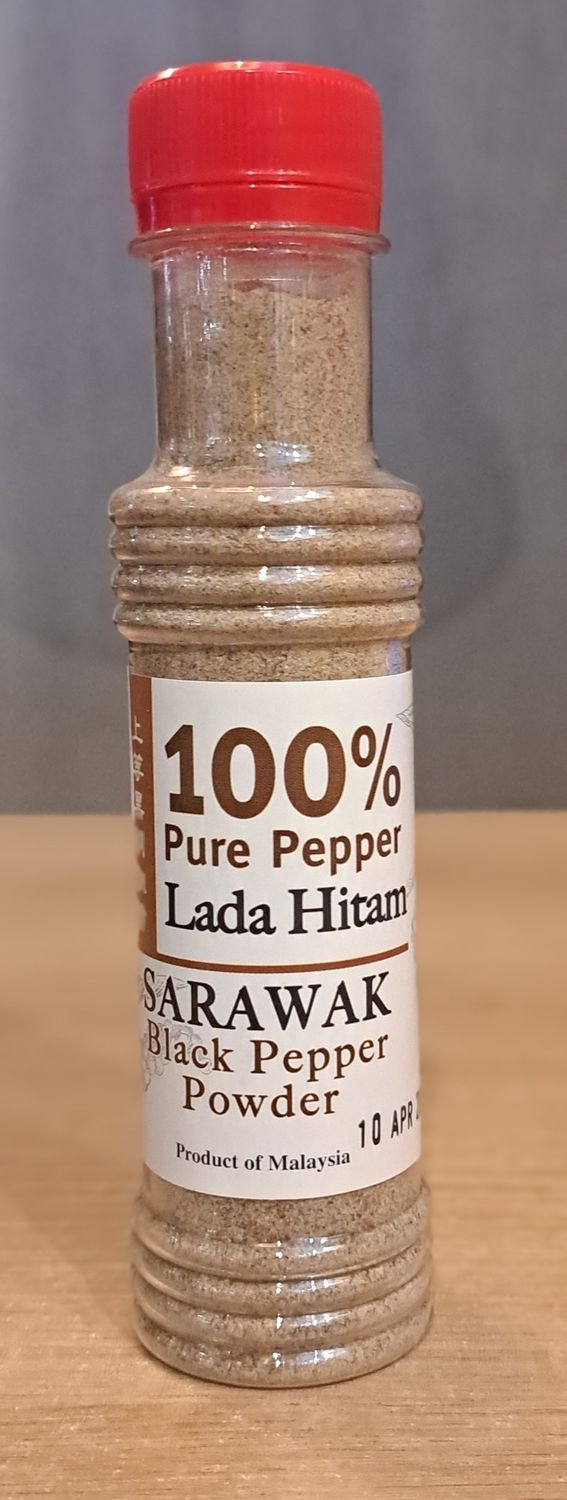 100%
Pure Pepper
Lada Hitam
SARAWAK
Black Pepper
Powder
10 APR
Product of Malaysia